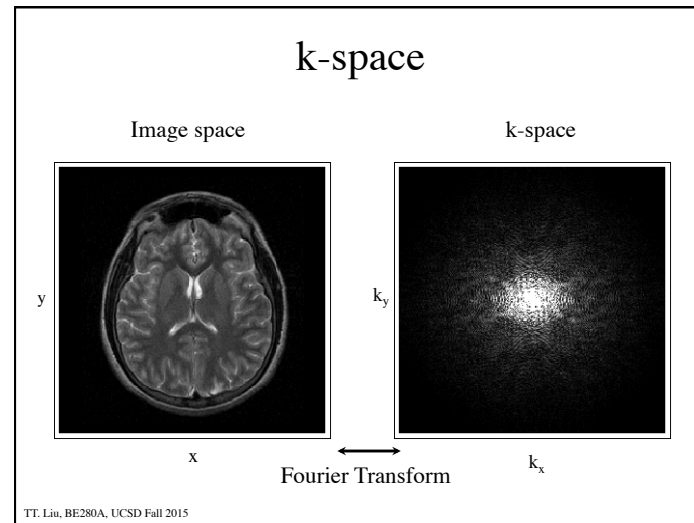 k-space
Image space
k-space
y
k_y
x
k_x
Fourier Transform
TT. Liu, BE280A, UCSD Fall 2015